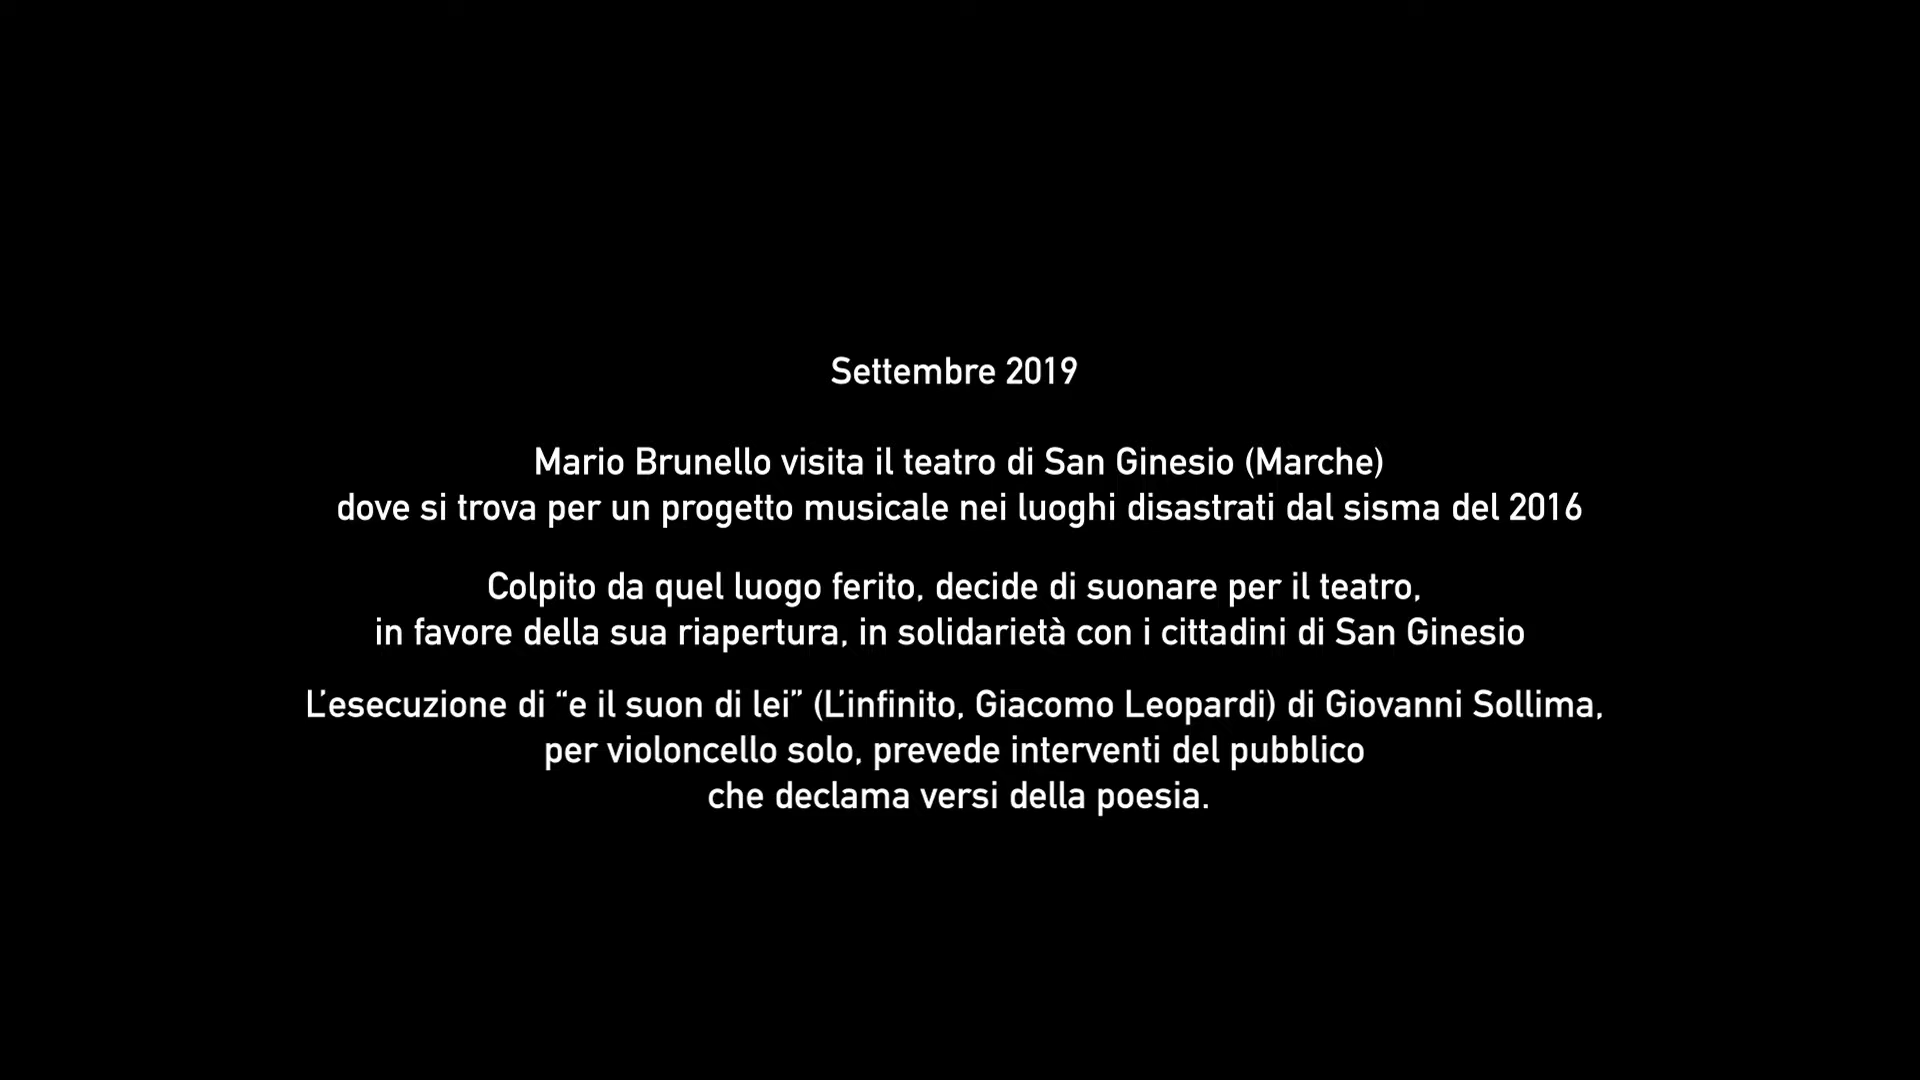 Settembre 2019
Mario Brunello visita il teatro di San Ginesio (Marche)
dove si trova per un progetto musicale nei luoghi disastrati dal sisma del 2016
Colpito da quel luogo ferito, decide di suonare per il teatro,
in favore della sua riapertura, in solidarietà con i cittadini di San Ginesio
L’esecuzione di “e il suon di lei” (L’infinito, Giacomo Leopardi) di Giovanni Sollima,
per violoncello solo, prevede interventi del pubblico
che declama versi della poesia.